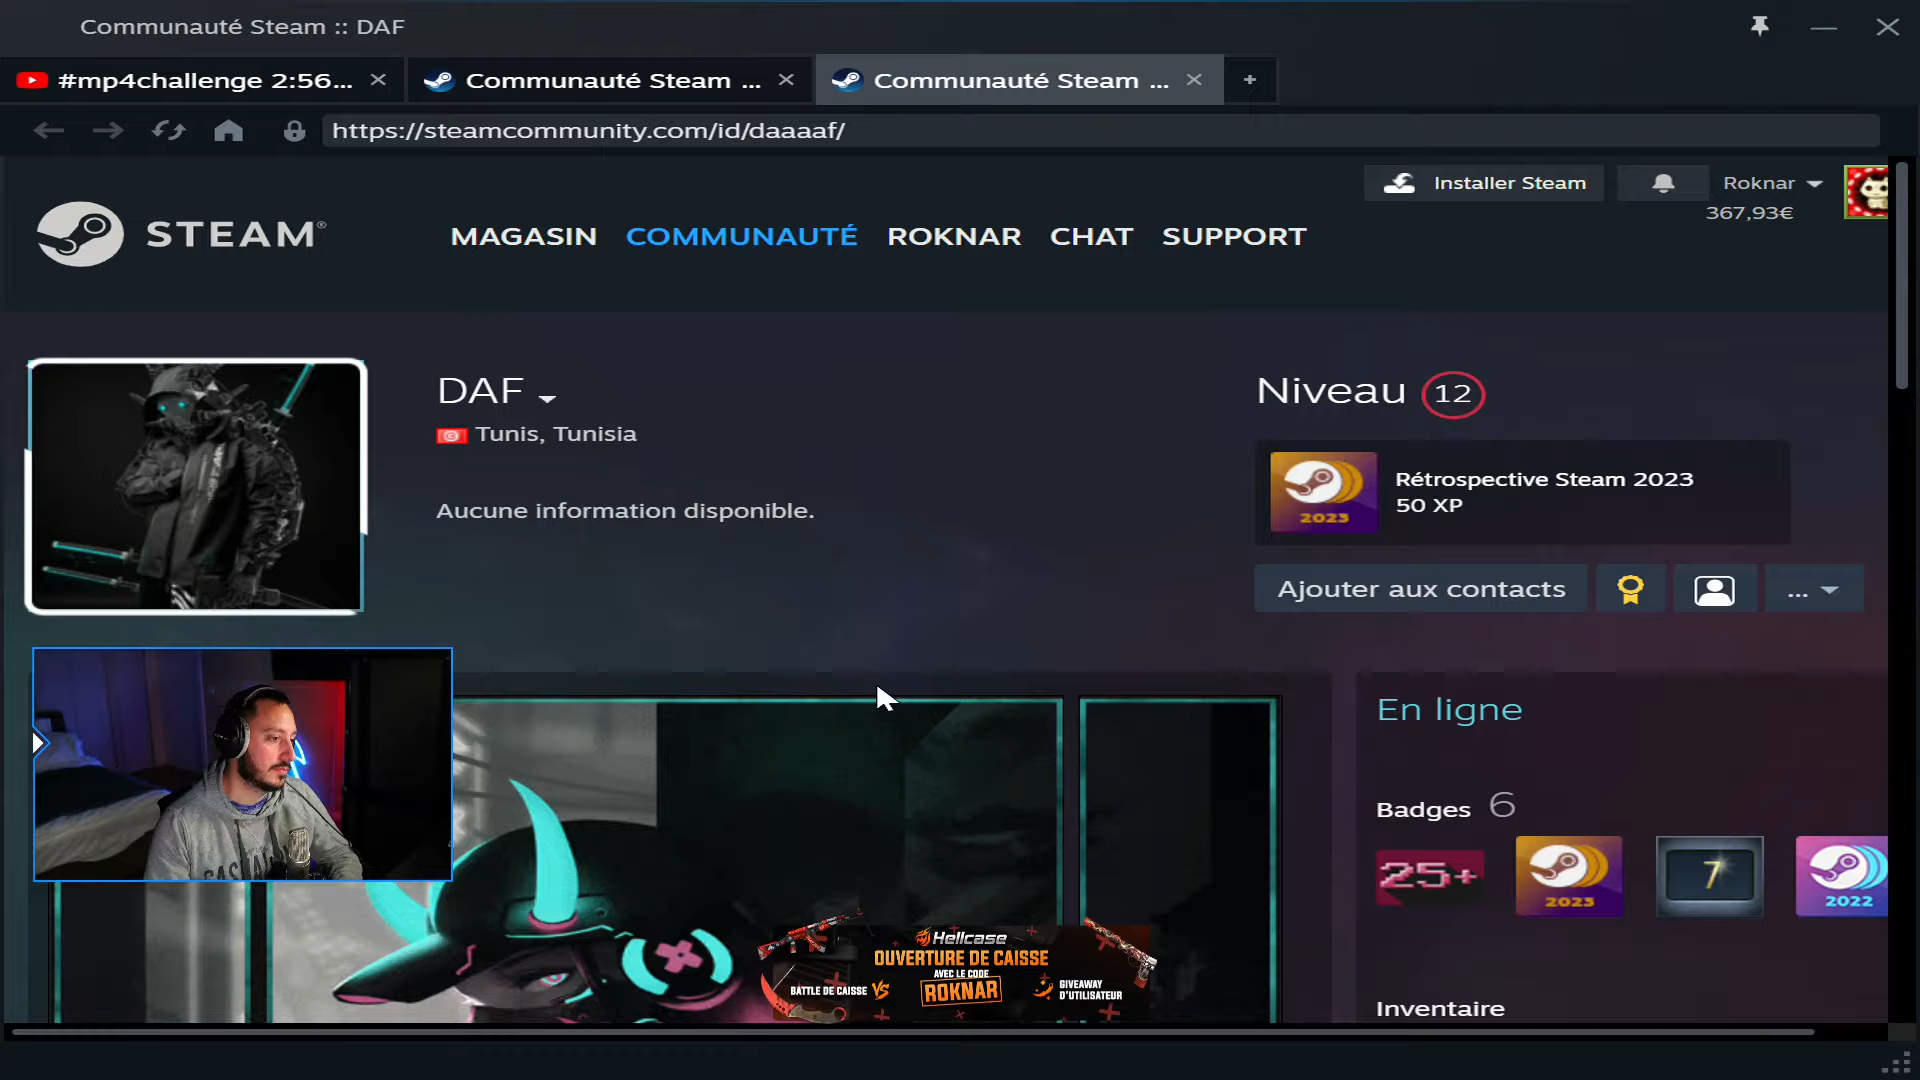 Communauté Steam :: DAF
#mp4challenge 2:56...
Communauté Steam ...
Communauté Steam ...
https://steamcommunity.com/id/daaaaf/
Installer Steam
Roknar
367,93€
STEAM®
MAGASIN COMMUNAUTÉ ROKNAR CHAT SUPPORT
DAF
Tunis, Tunisia
Aucune information disponible.
Niveau 12
2023
Rétrospective Steam 2023
50 XP
Ajouter aux contacts
...
En ligne
Badges 6
25+
2023
7
2022
Inventaire
Hellcase
OUVERTURE DE CAISSE
AVEC LE CODE
ROKNAR
BATTLE DE CAISSE VS
GIVEAWAY
D'UTILISATEUR